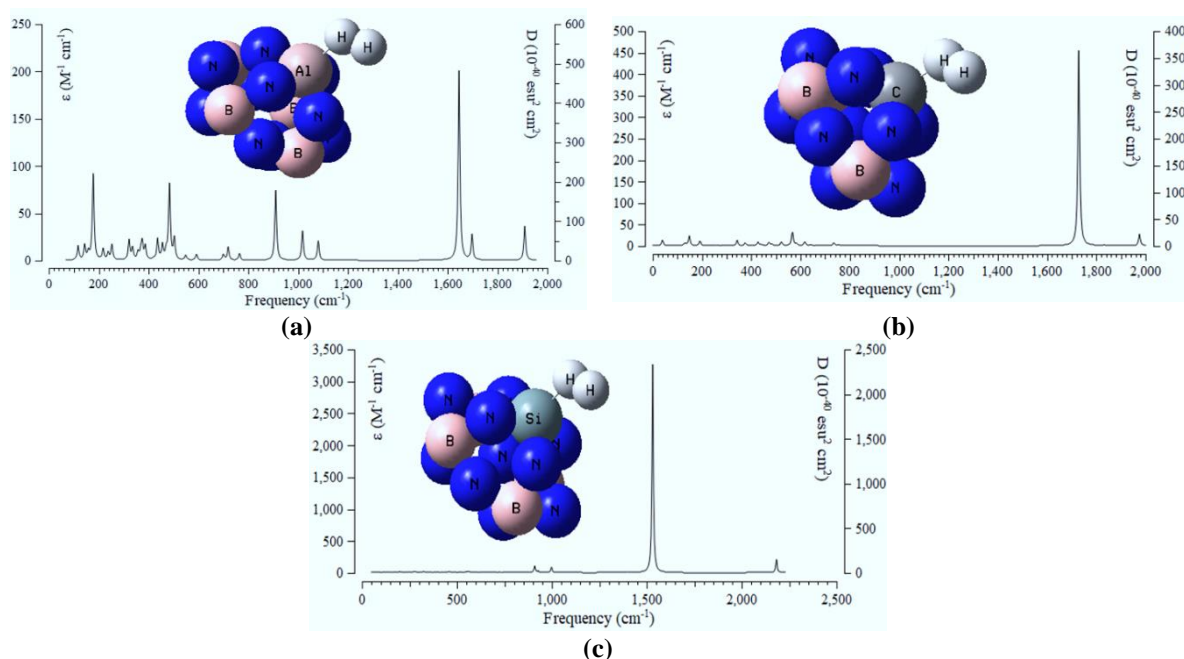 250
200
150
100
50
0
ε (M⁻¹ cm⁻¹)
600
500
400
300
200
100
0
D (10⁻⁴⁰ esu² cm²)
N N Al H H
N B N B N
N B
0 200 400 600 800 1,000 1,200 1,400 1,600 1,800 2,000
Frequency (cm⁻¹)
(a)
500
450
400
350
300
250
200
150
100
50
0
ε (M⁻¹ cm⁻¹)
400
350
300
250
200
150
100
50
0
D (10⁻⁴⁰ esu² cm²)
H H
B N C
N N
B N
0 200 400 600 800 1,000 1,200 1,400 1,600 1,800 2,000
Frequency (cm⁻¹)
(b)
3,500
3,000
2,500
2,000
1,500
1,000
500
0
ε (M⁻¹ cm⁻¹)
2,500
2,000
1,500
1,000
500
0
D (10⁻⁴⁰ esu² cm²)
N H H
B N Si
N N N N
B N
0 500 1,000 1,500 2,000 2,500
Frequency (cm⁻¹)
(c)